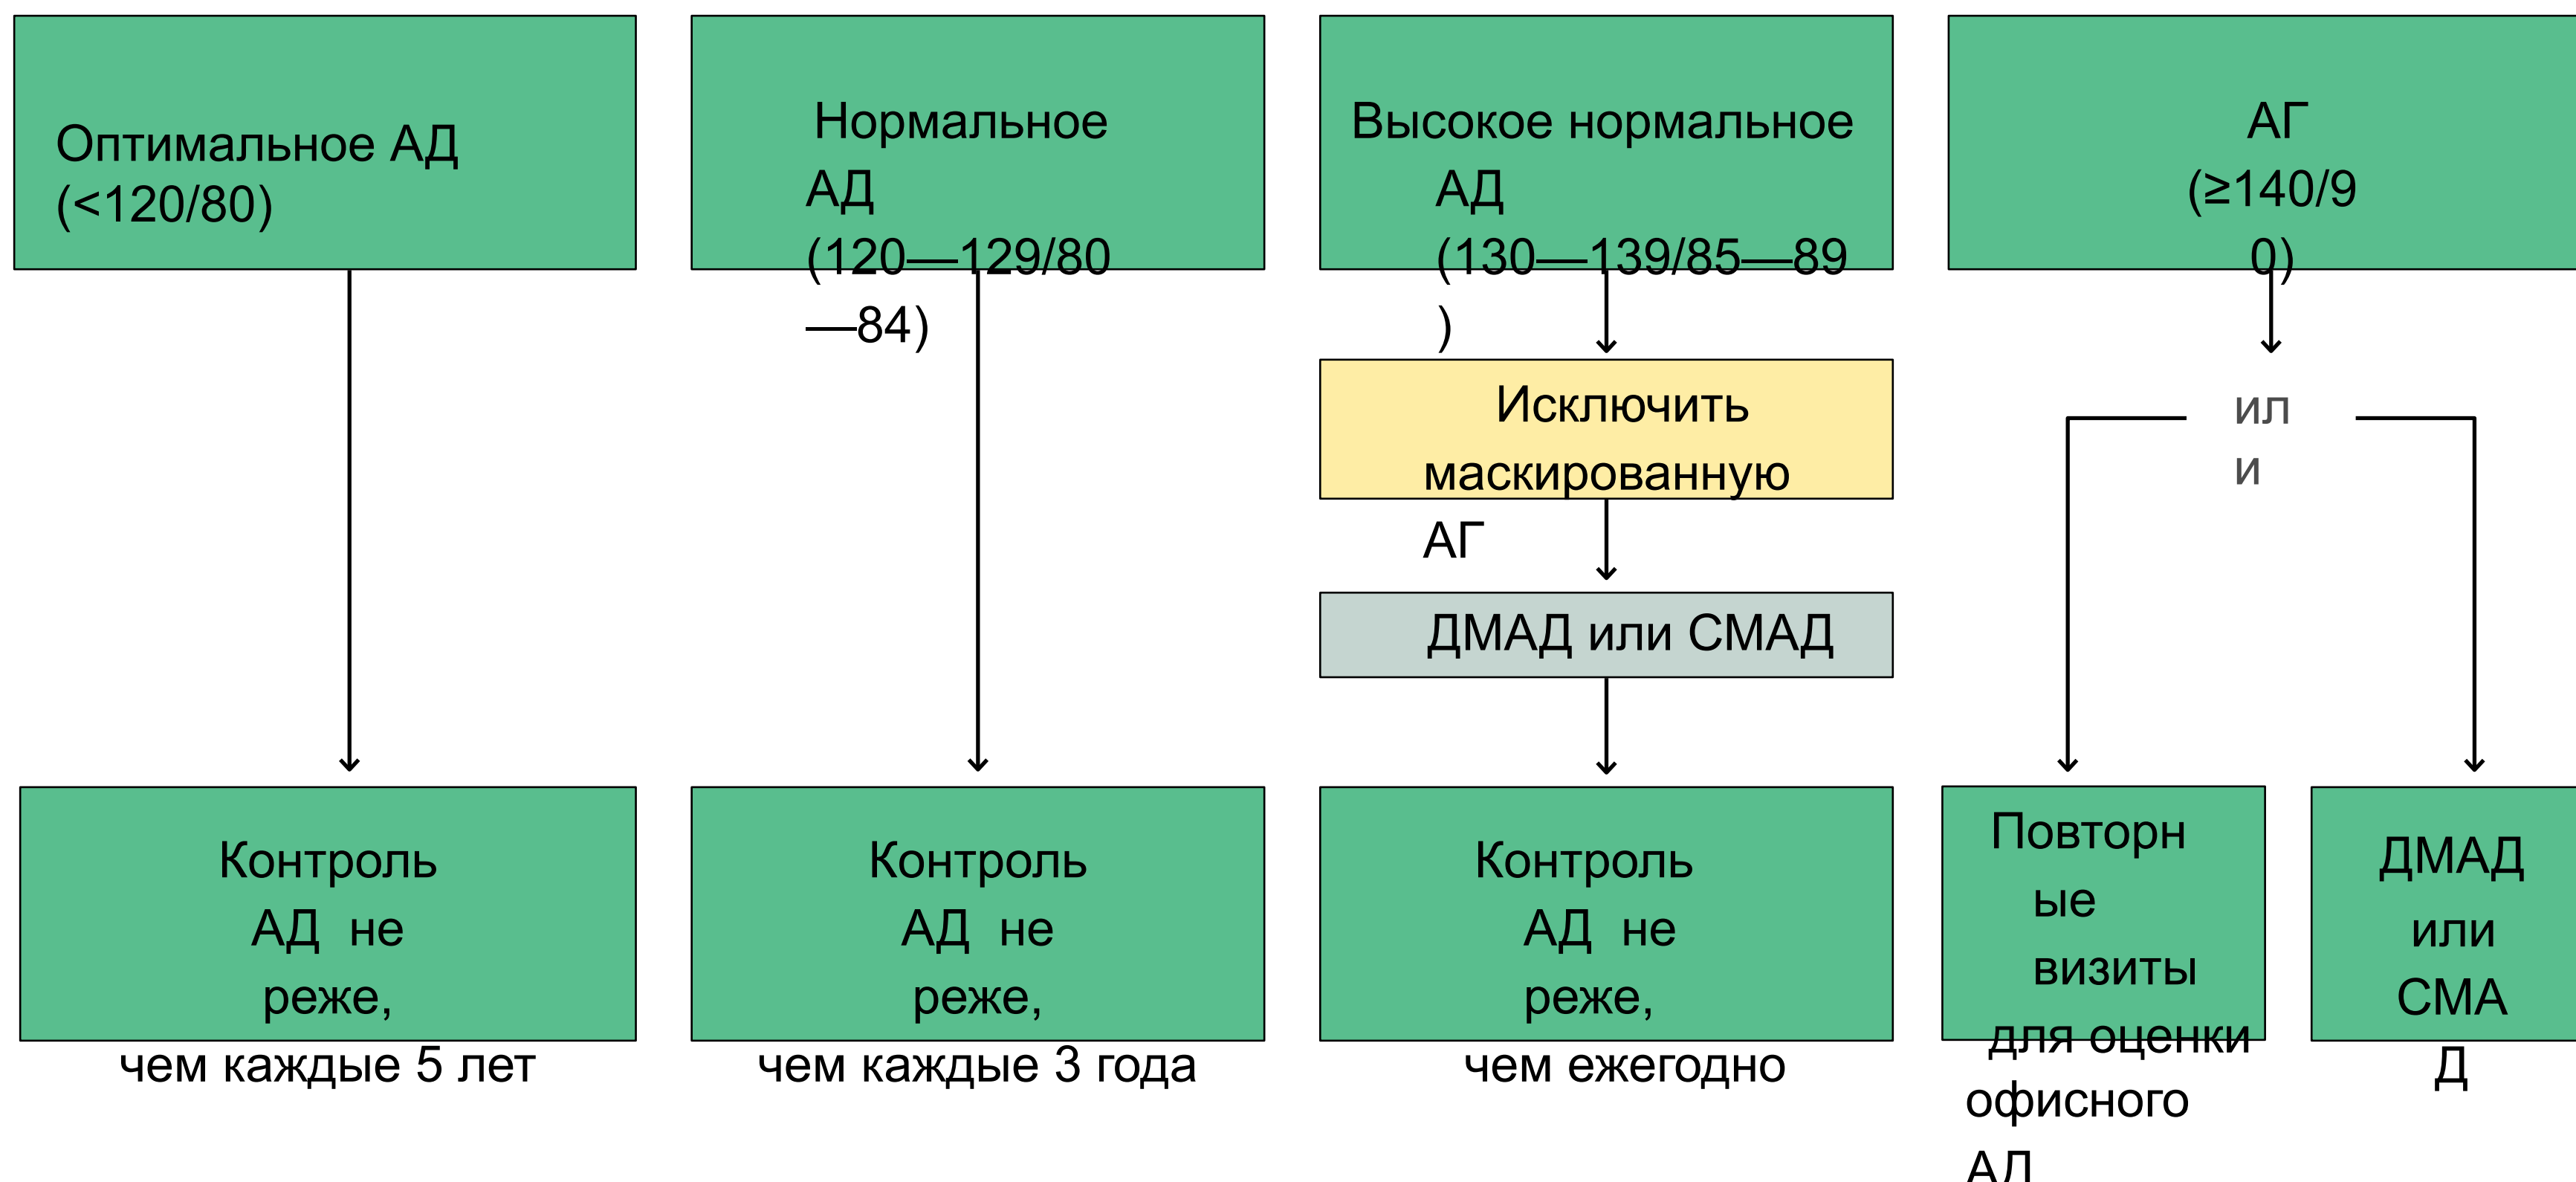 Оптимальное АД
(<120/80)
Нормальное
АД
(120—129/80
—84)
Высокое нормальное
АД
(130—139/85—89
)
АГ
(≥140/9
0)
Исключить
маскированную
АГ
ДМАД или СМАД
ил
и
Контроль
АД не
реже,
чем каждые 5 лет
Контроль
АД не
реже,
чем каждые 3 года
Контроль
АД не
реже,
чем ежегодно
Повторн
ые
визиты
для оценки
офисного
АД
ДМАД
или
СМА
Д